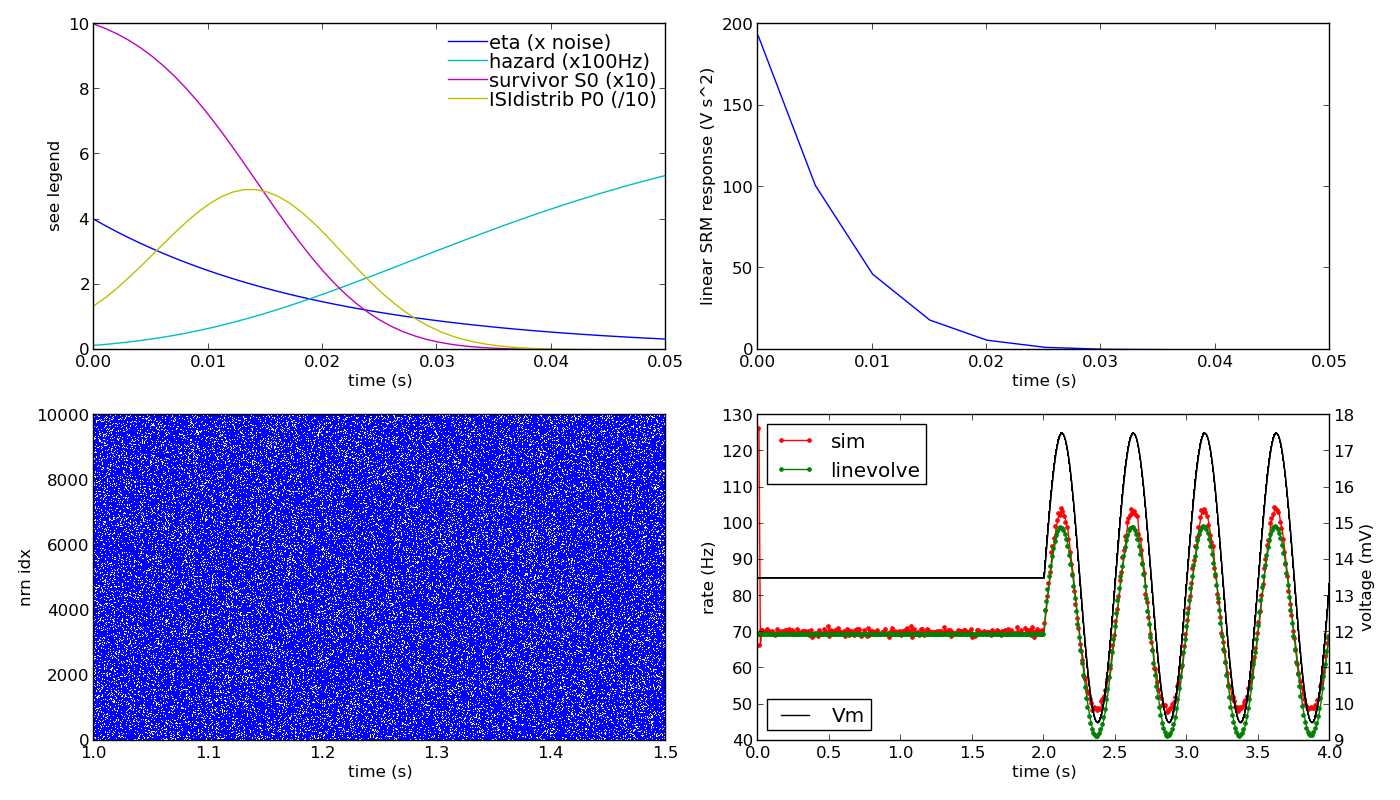 10
8
6
4
2
0
see legend
eta (x noise)
hazard (x100Hz)
survivor S0 (x10)
ISIdistrib P0 (/10)
0.00 0.01 0.02 0.03 0.04 0.05
time (s)
200
150
100
50
0
linear SRM response (V s^2)
0.00 0.01 0.02 0.03 0.04 0.05
time (s)
10000
8000
6000
4000
2000
0
nrn idx
1.0 1.1 1.2 1.3 1.4 1.5
time (s)
130
120
110
100
90
80
70
60
50
40
rate (Hz)
sim
linevolve
Vm
18
17
16
15
14
13
12
11
10
9
voltage (mV)
0.0 0.5 1.0 1.5 2.0 2.5 3.0 3.5 4.0
time (s)